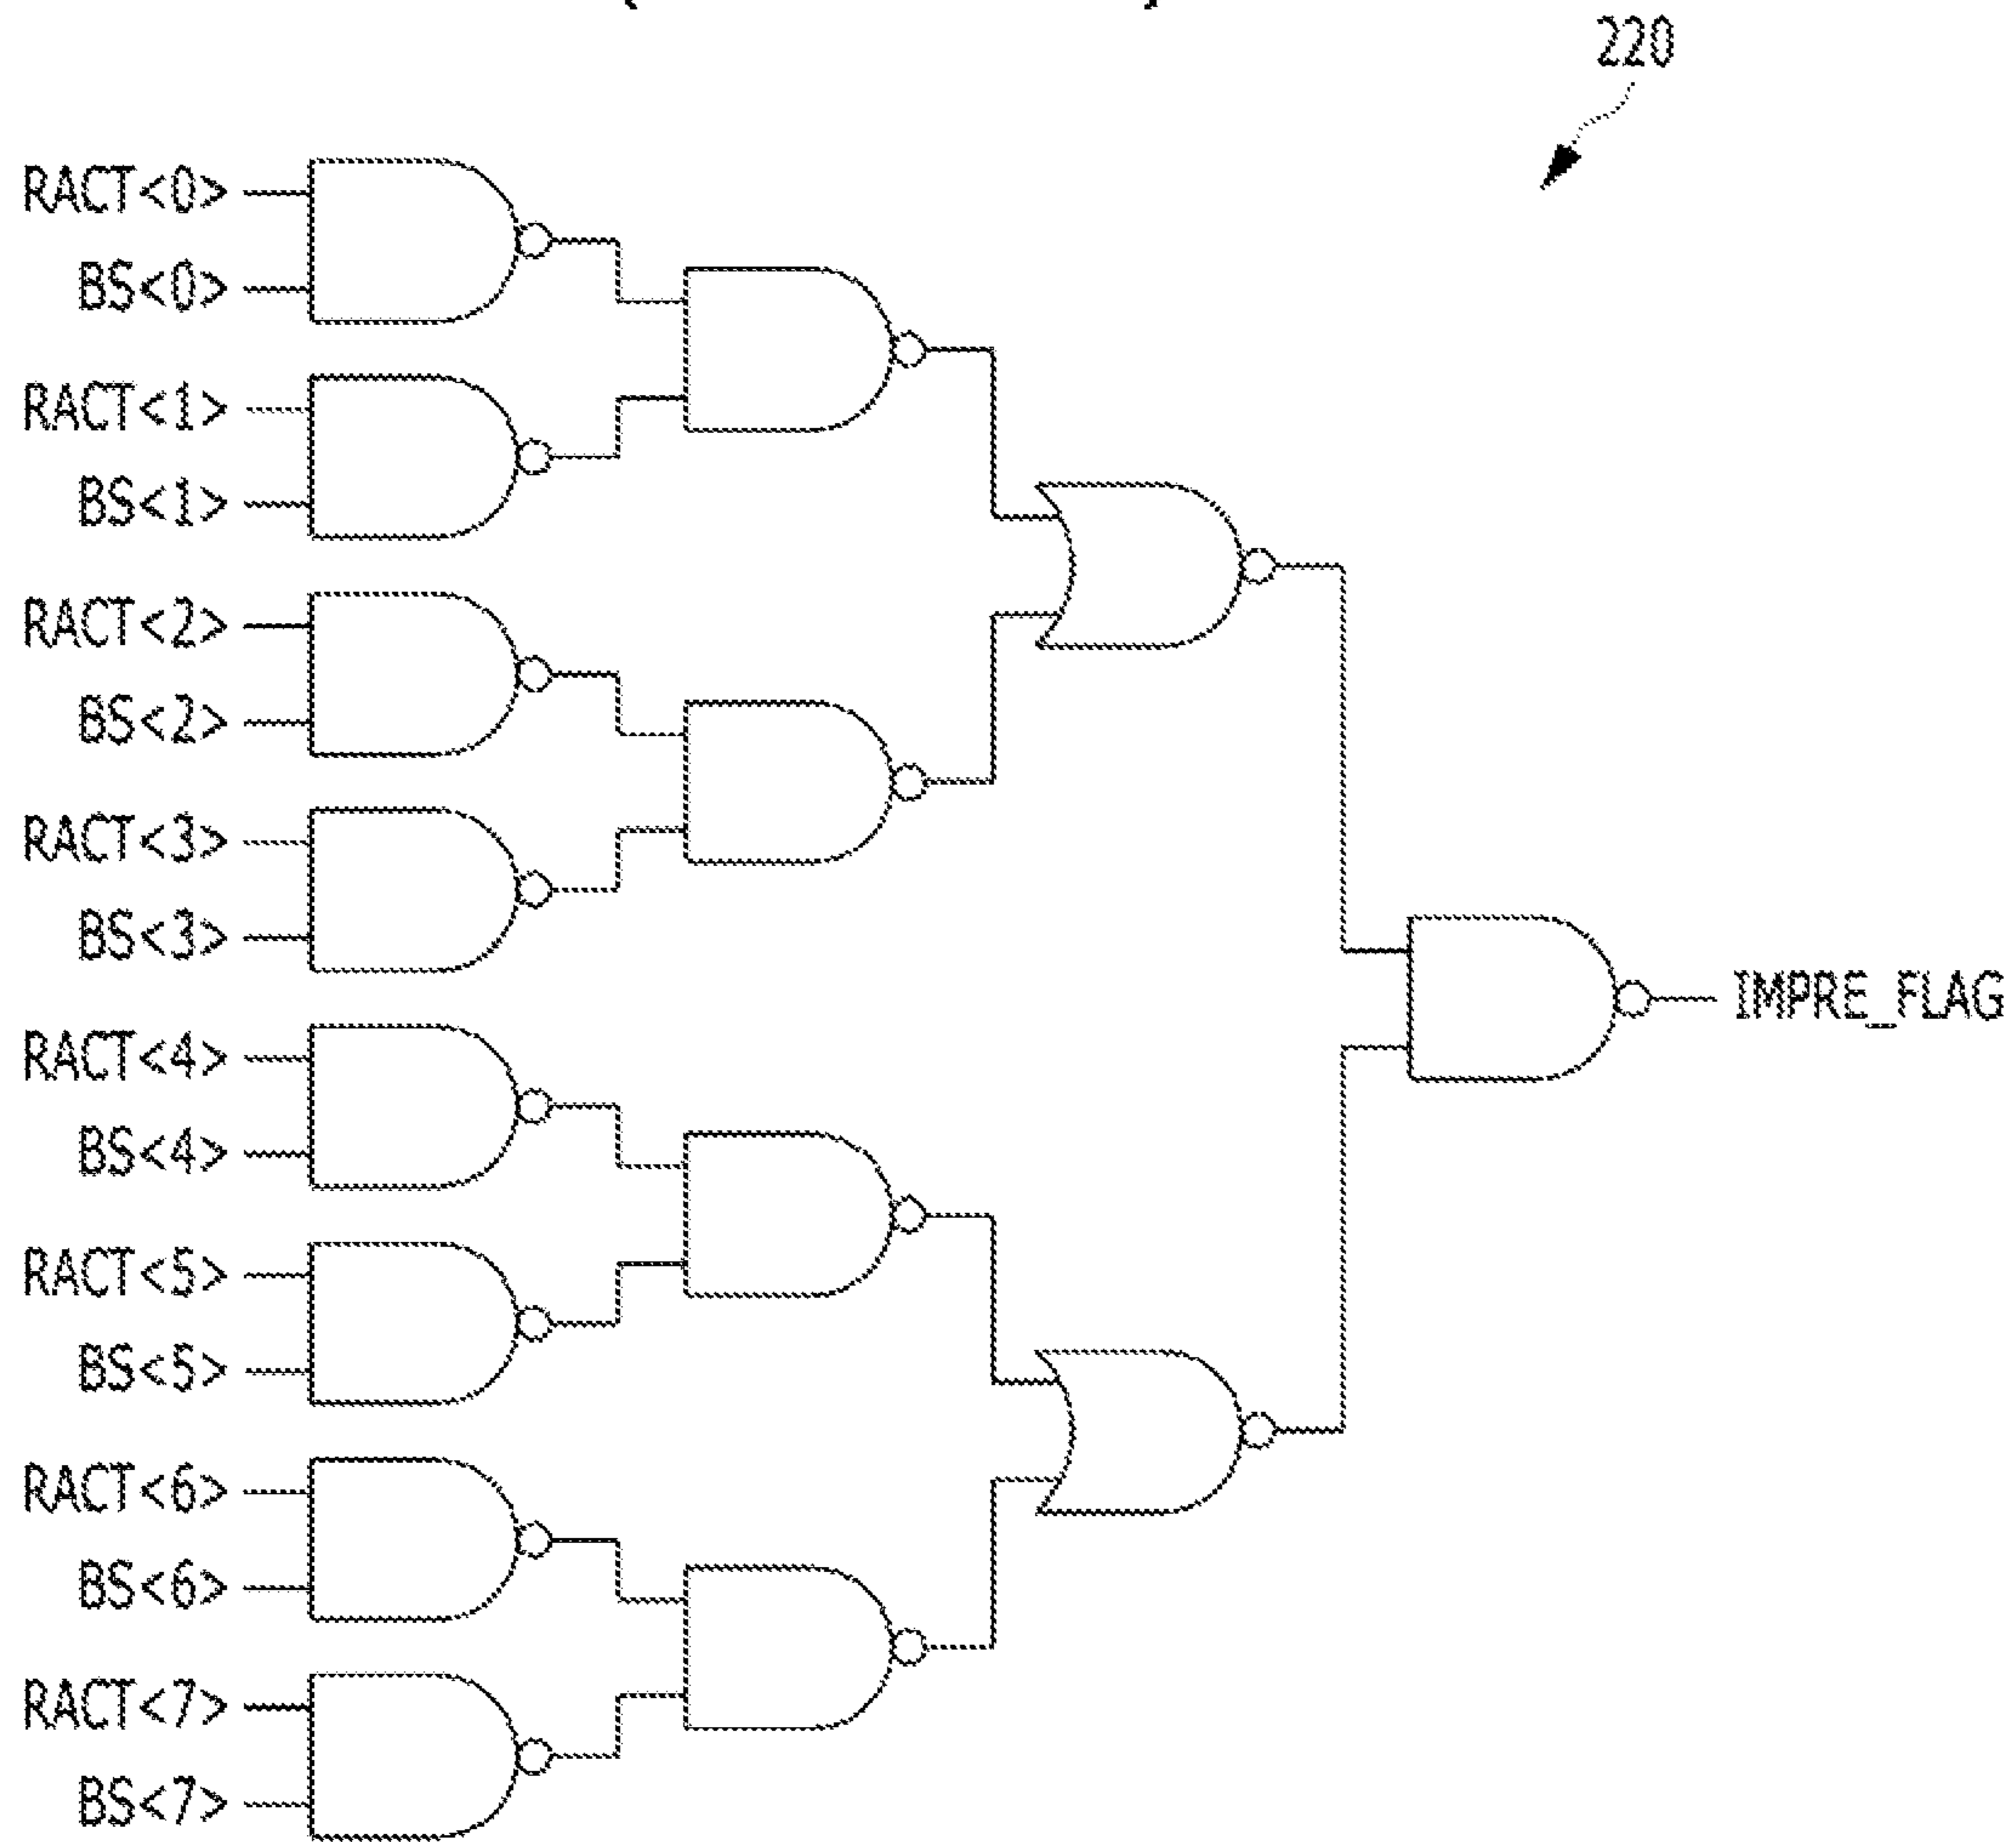 220
RACT<0>
BS<0>
RACT<1>
BS<1>
RACT<2>
BS<2>
RACT<3>
BS<3>
IMPRE_FLAG
RACT<4>
BS<4>
RACT<5>
BS<5>
RACT<6>
BS<6>
RACT<7>
BS<7>